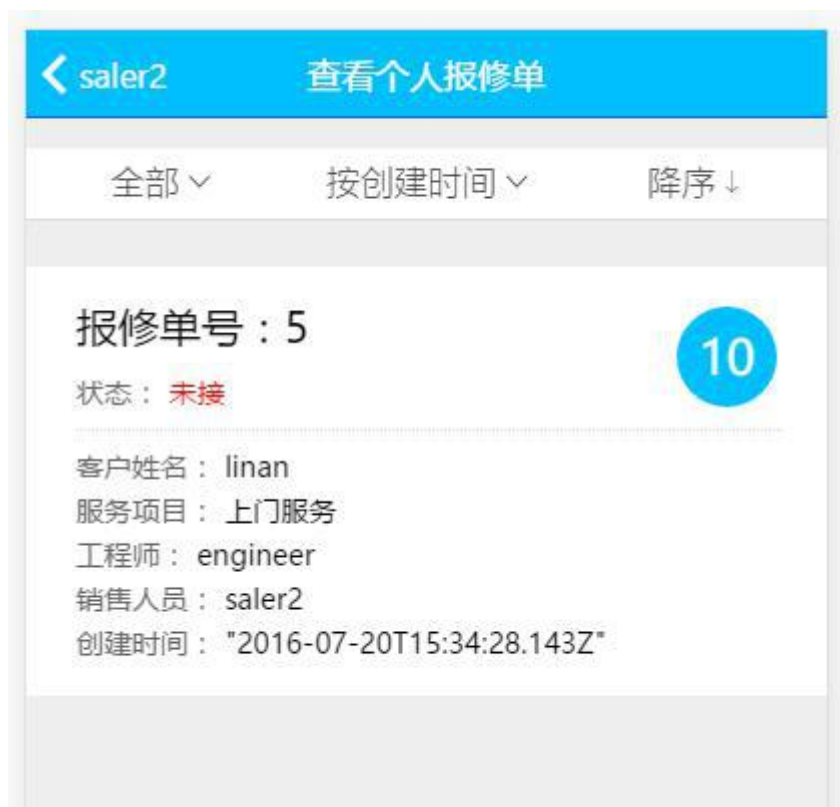 saler2 查看个人报修单
全部 按创建时间 降序↓
报修单号：5
10
状态： 未接
客户姓名： linan
服务项目： 上门服务
工程师： engineer
销售人员： saler2
创建时间： "2016-07-20T15:34:28.143Z"